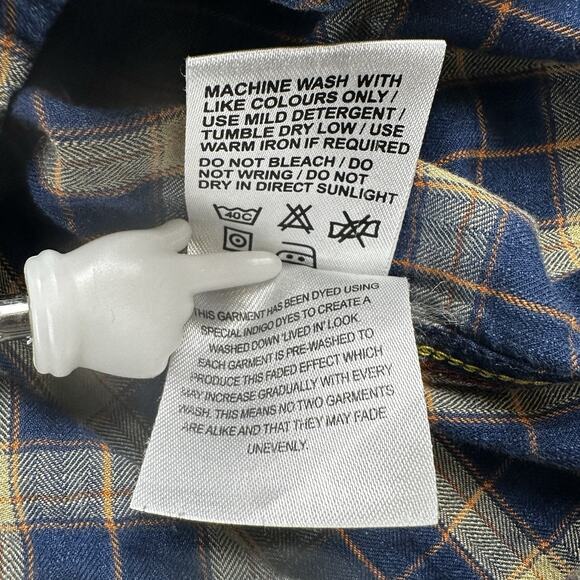 MACHINE WASH WITH
LIKE COLOURS ONLY /
USE MILD DETERGENT /
TUMBLE DRY LOW / USE
WARM IRON IF REQUIRED
DO NOT BLEACH / DO
NOT WRING / DO NOT
DRY IN DIRECT SUNLIGHT
40C
THIS GARMENT HAS BEEN DYED USING
SPECIAL INDIGO DYES TO CREATE A
WASHED DOWN 'LIVED IN' LOOK.
EACH GARMENT IS PRE-WASHED TO
PRODUCE THIS FADED EFFECT WHICH
MAY INCREASE GRADUALLY WITH EVERY
WASH. THIS MEANS NO TWO GARMENTS
ARE ALIKE AND THAT THEY MAY FADE
UNEVENLY.